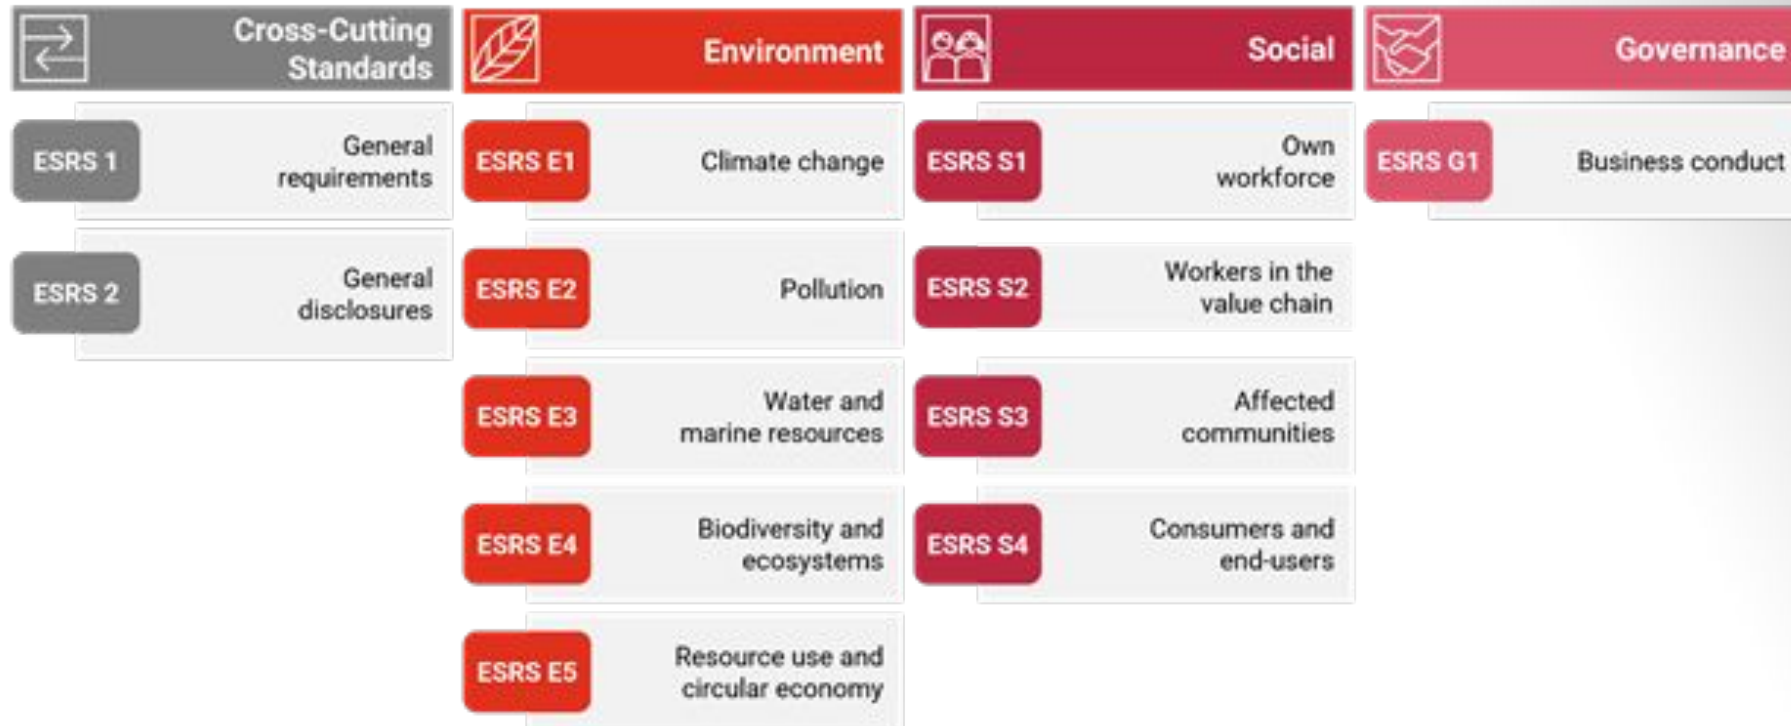 Cross-Cutting
Standards
ESRS 1
General
requirements
ESRS 2
General
disclosures
Environment
ESRS E1
Climate change
ESRS E2
Pollution
ESRS E3
Water and
marine resources
ESRS E4
Biodiversity and
ecosystems
ESRS E5
Resource use and
circular economy
Social
ESRS S1
Own
workforce
ESRS S2
Workers in the
value chain
ESRS S3
Affected
communities
ESRS S4
Consumers and
end-users
Governance
ESRS G1
Business conduct